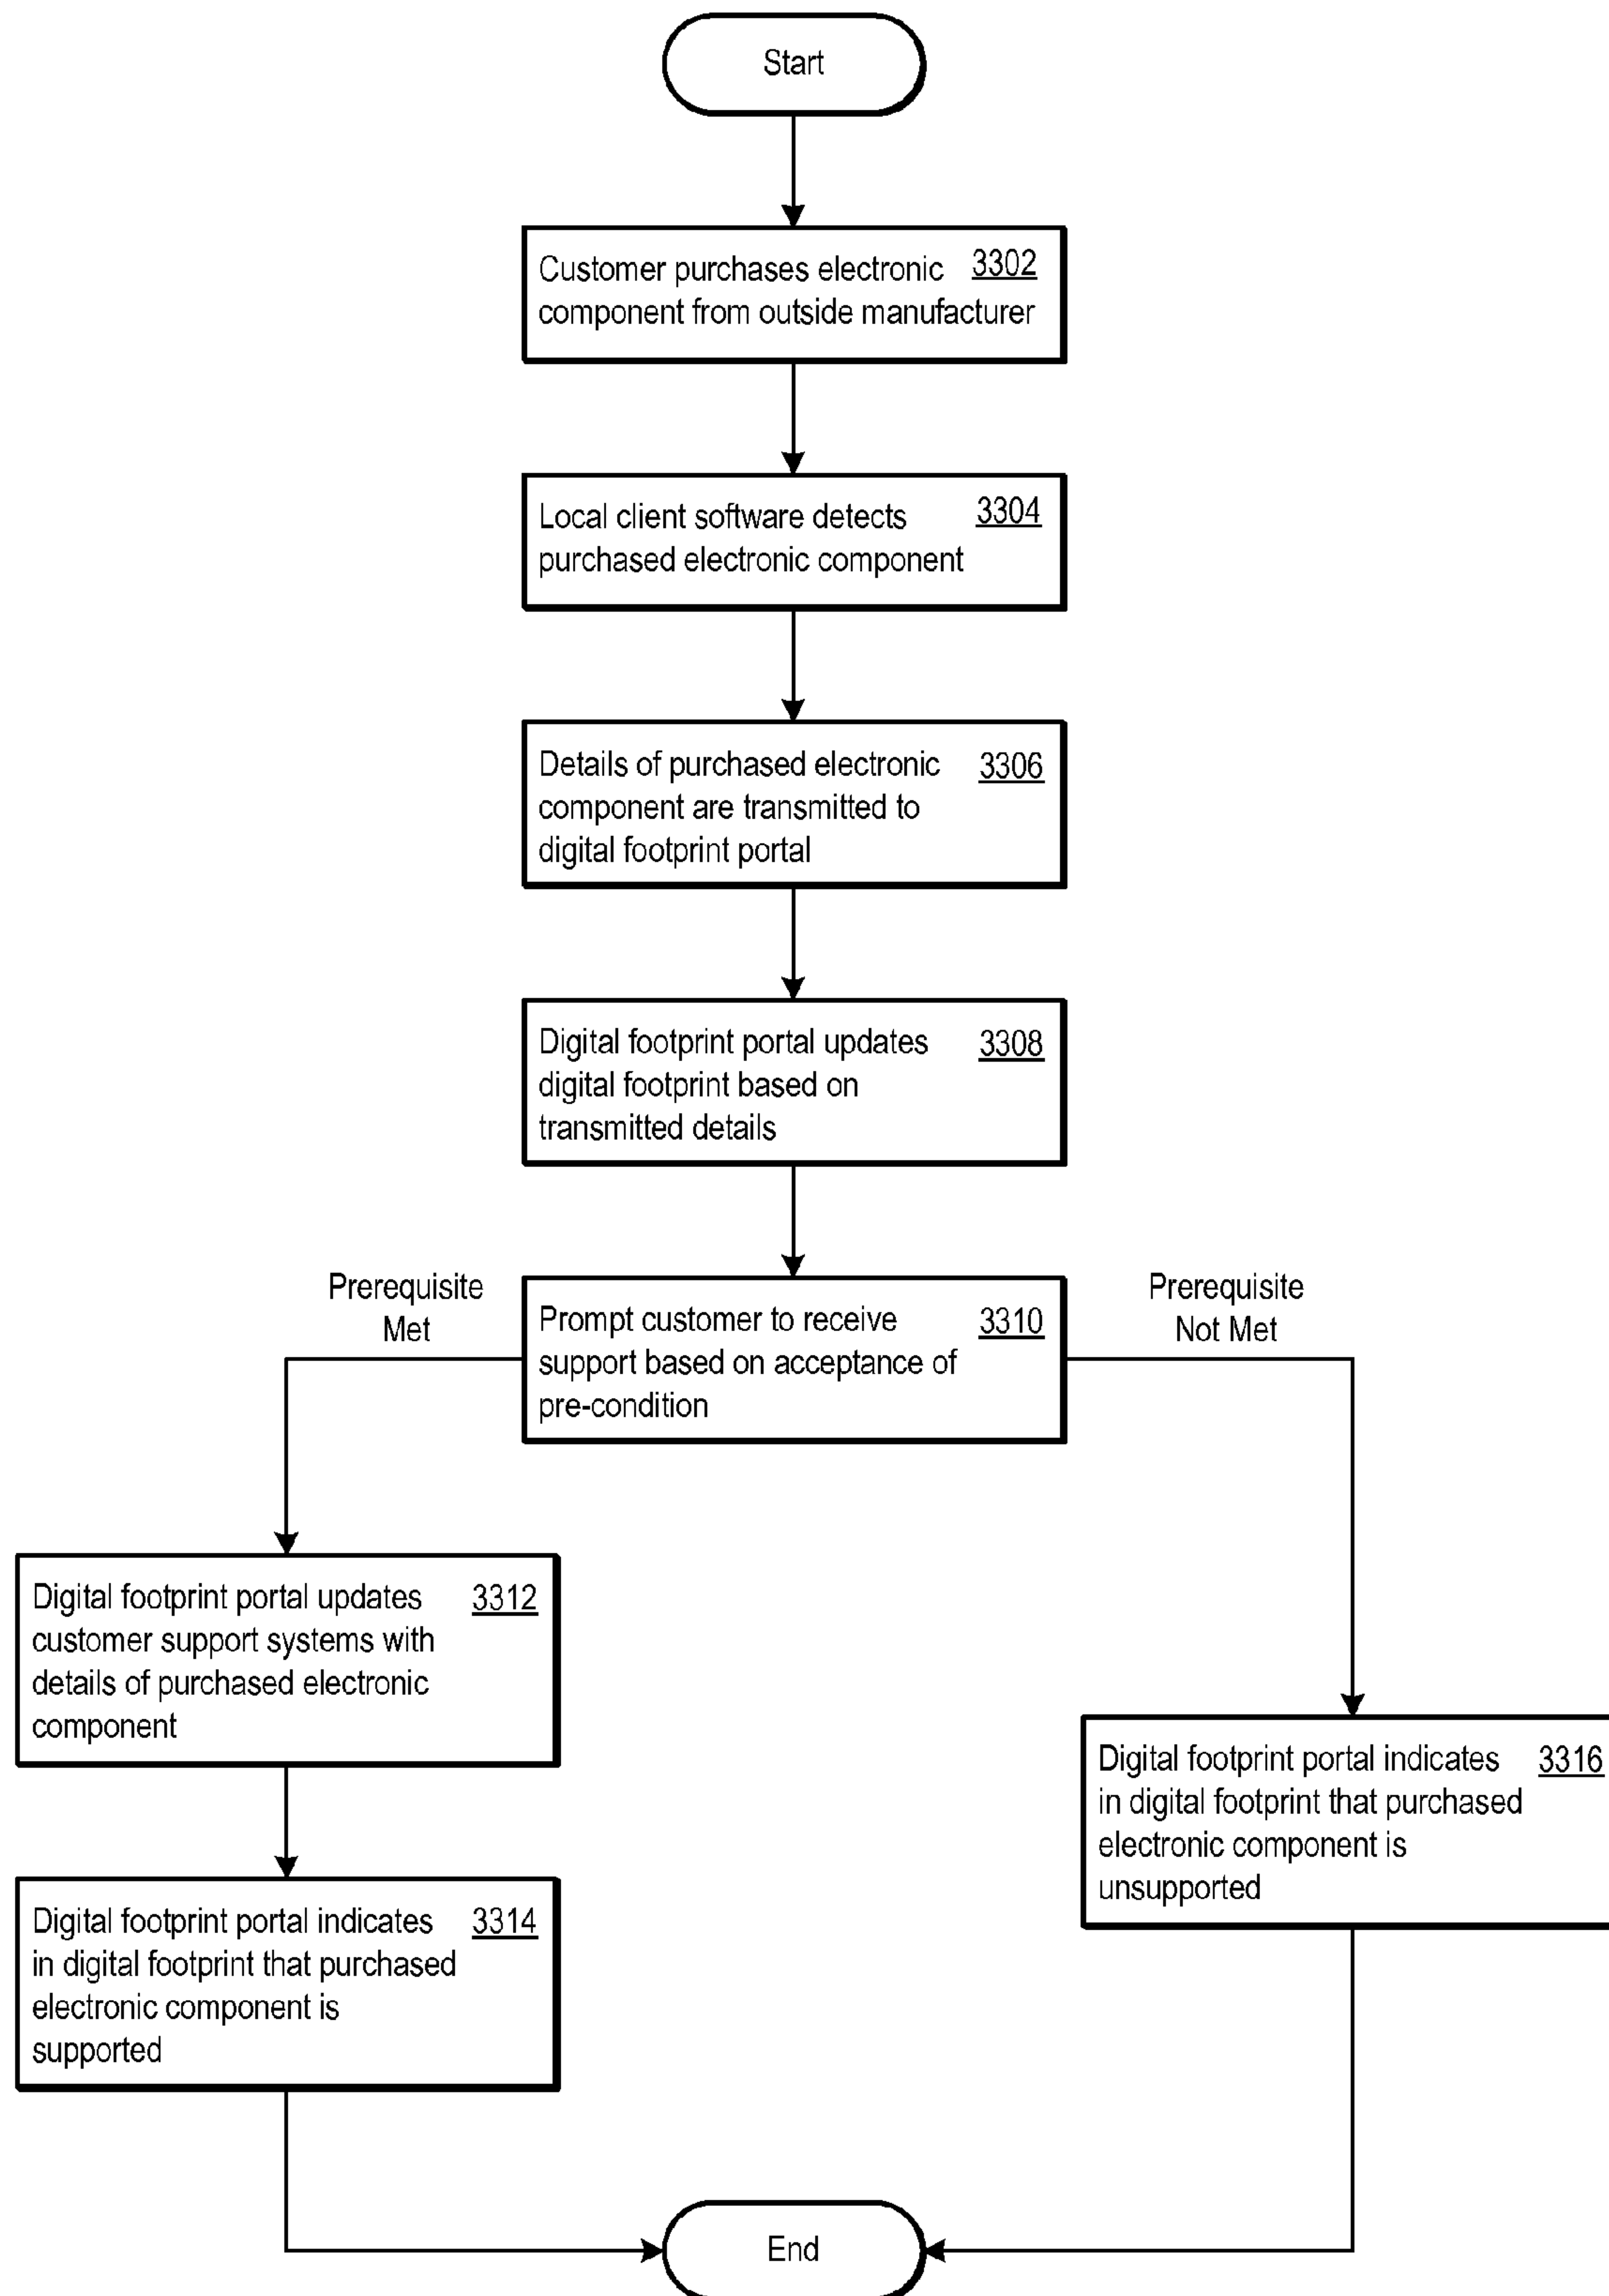 Start
Customer purchases electronic 3302
component from outside manufacturer
Local client software detects 3304
purchased electronic component
Details of purchased electronic 3306
component are transmitted to
digital footprint portal
Digital footprint portal updates 3308
digital footprint based on
transmitted details
Prerequisite
Met
Prompt customer to receive 3310
support based on acceptance of
pre-condition
Prerequisite
Not Met
Digital footprint portal updates 3312
customer support systems with
details of purchased electronic
component
Digital footprint portal indicates 3316
in digital footprint that purchased
electronic component is
unsupported
Digital footprint portal indicates 3314
in digital footprint that purchased
electronic component is
supported
End